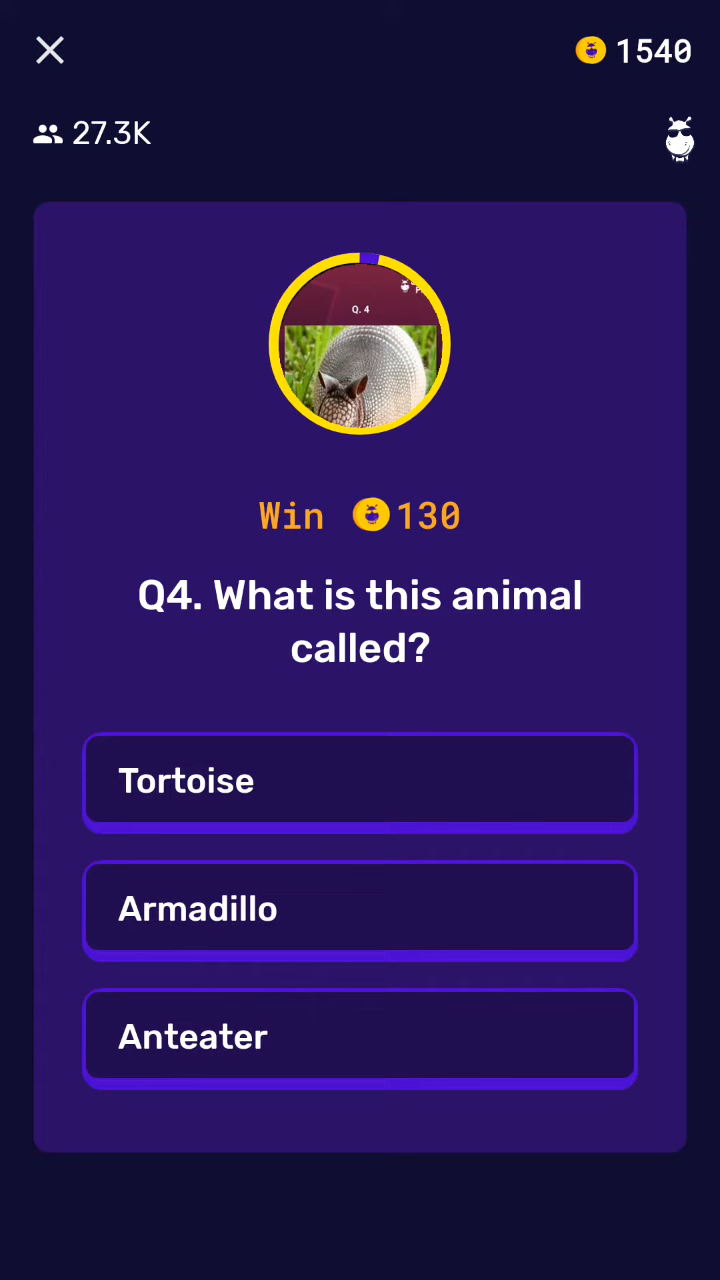 1540
27.3K
Q. 4
Win 130
Q4. What is this animal
called?
Tortoise
Armadillo
Anteater